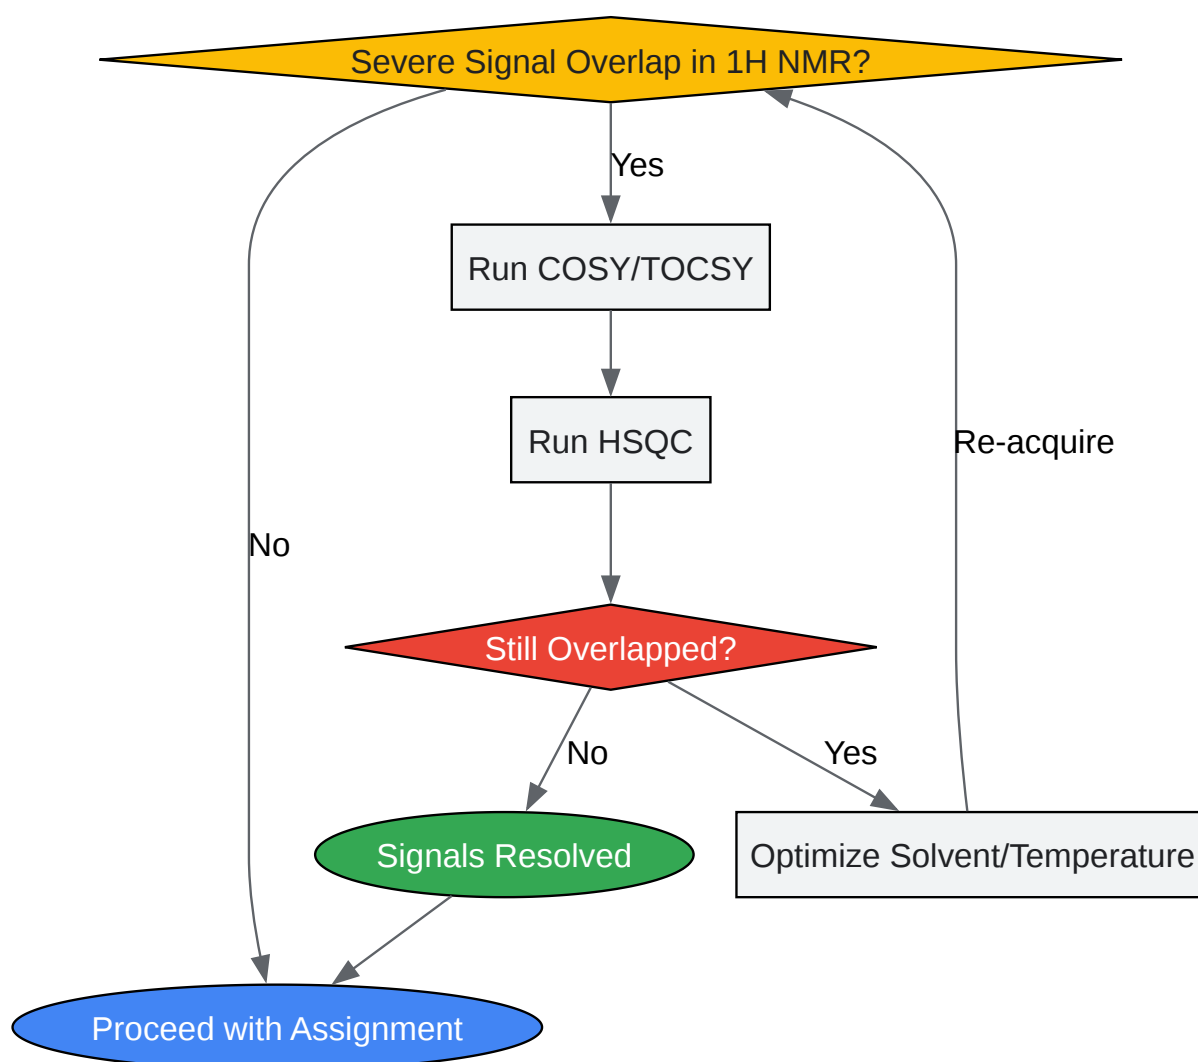 Severe Signal Overlap in 1H NMR?
Yes
Run COSY/TOCSY
Run HSQC
Re-acquire
No
Still Overlapped?
No
Yes
Signals Resolved
Optimize Solvent/Temperature
Proceed with Assignment